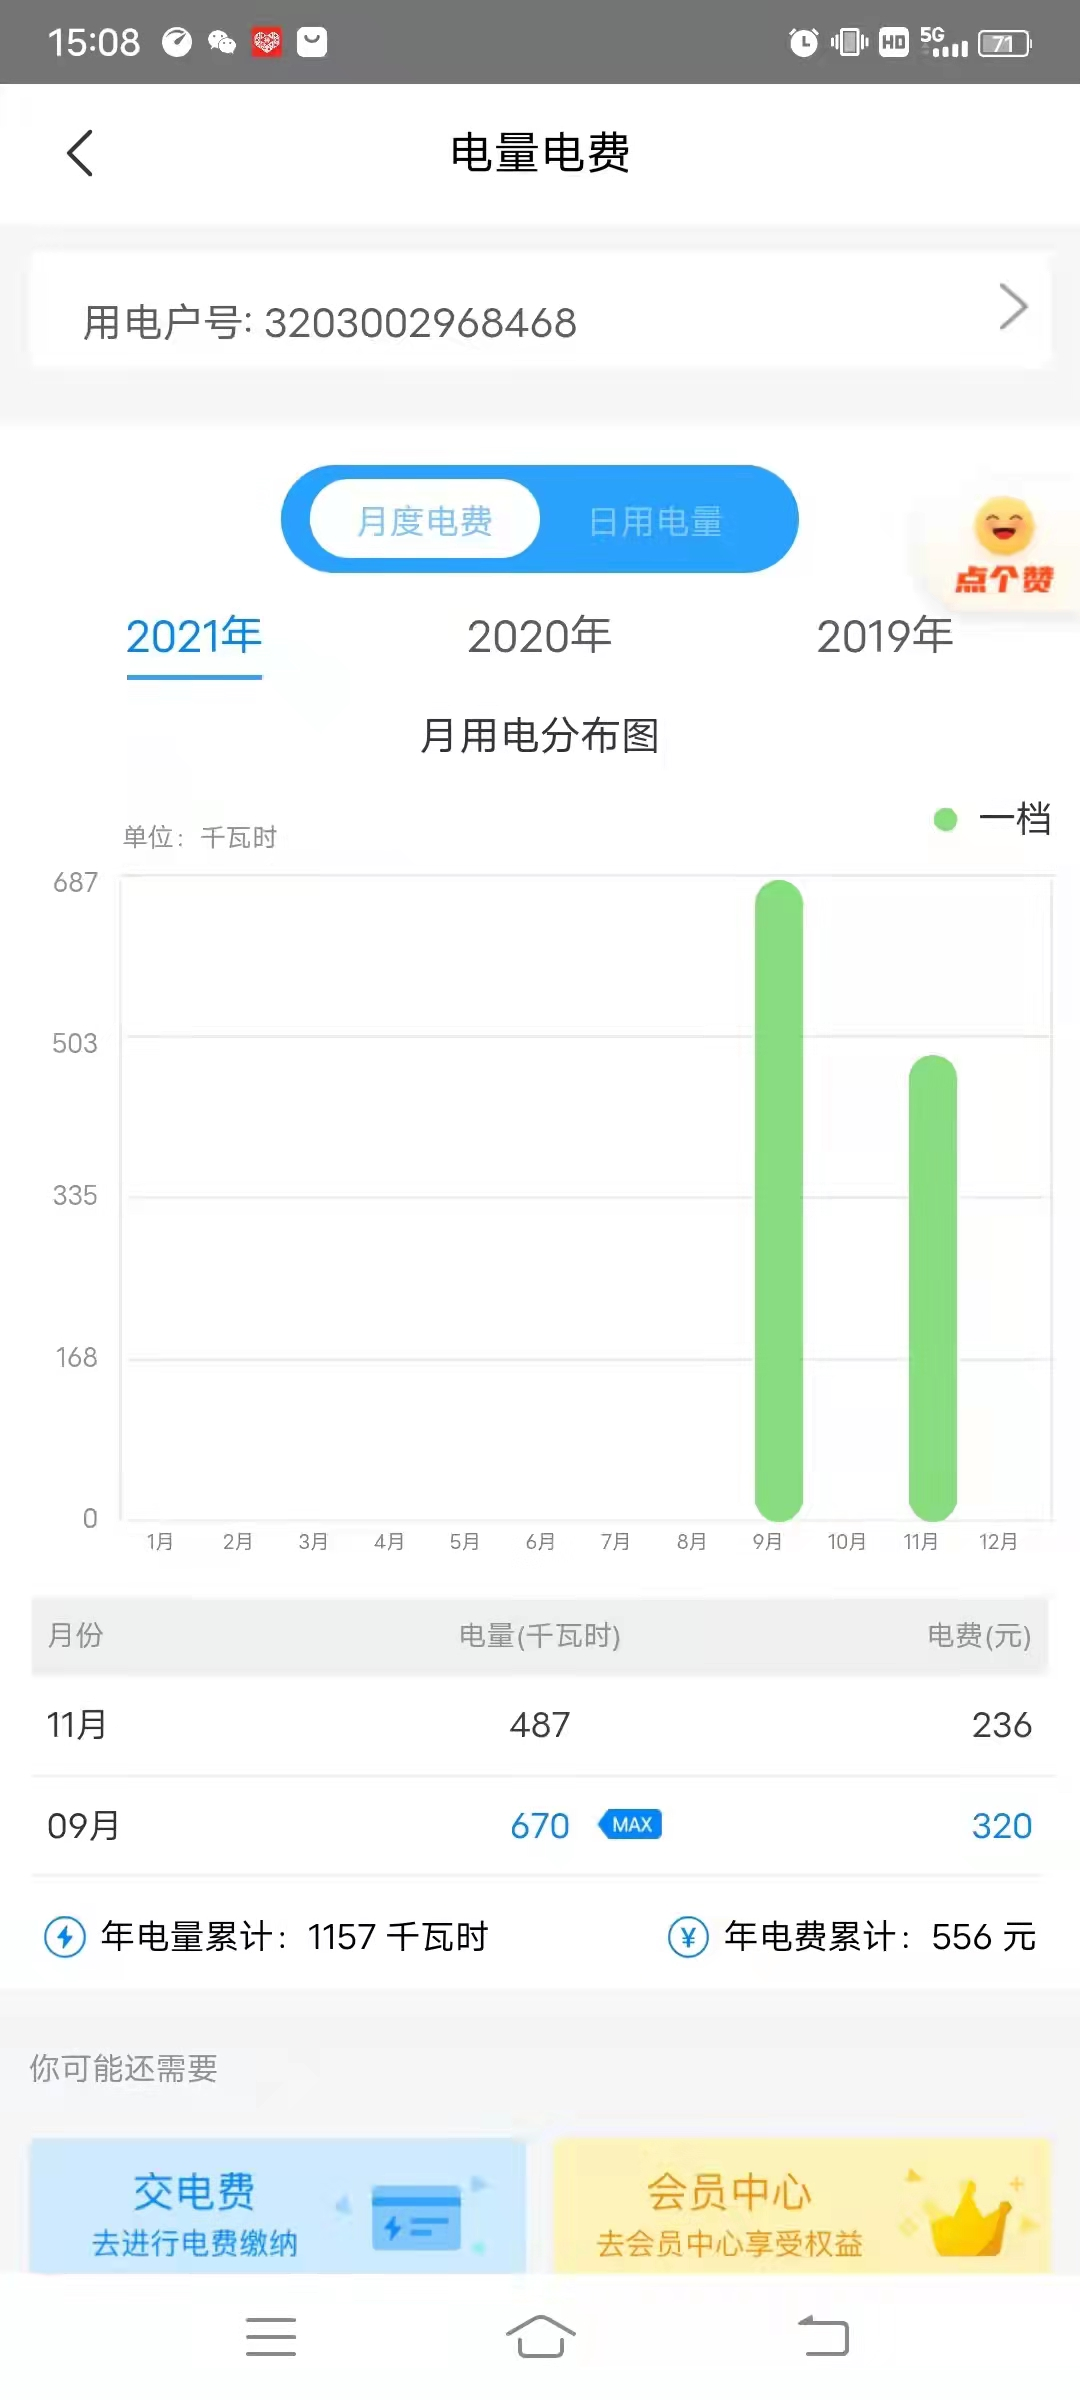 15:08 HD 5G 71
电量电费
用电户号: 3203002968468
月度电费 日用电量
点个赞
2021年 2020年 2019年
月用电分布图
单位：千瓦时 一档
687
503
335
168
0
1月 2月 3月 4月 5月 6月 7月 8月 9月 10月 11月 12月
月份 电量(千瓦时) 电费(元)
11月 487 236
09月 670 MAX 320
年电量累计：1157 千瓦时 ¥ 年电费累计：556 元
你可能还需要
交电费 会员中心
去进行电费缴纳 去会员中心享受权益